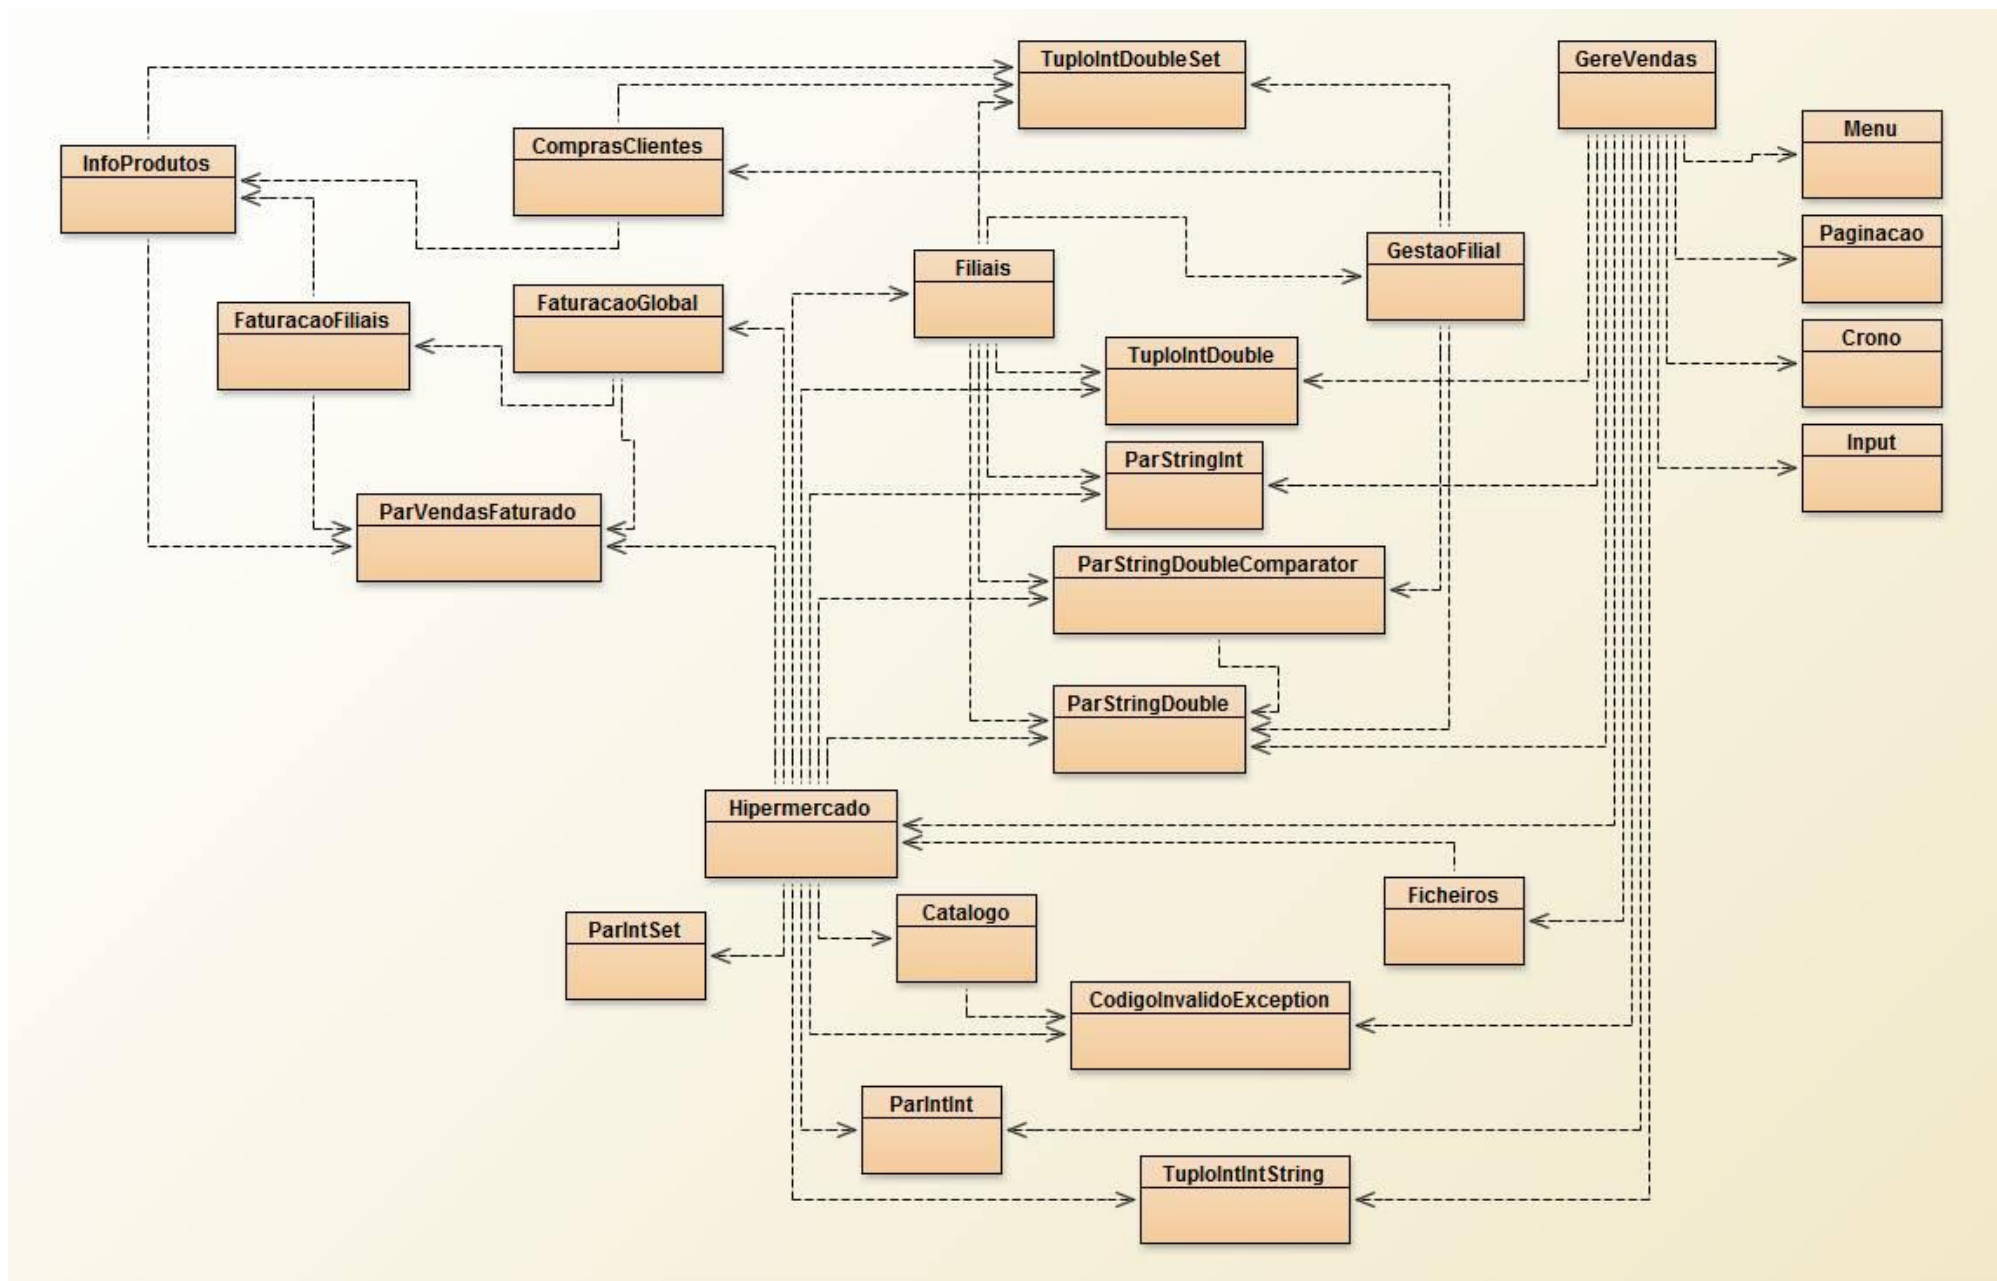 TuploIntDoubleSet
GereVendas
Menu
ComprasClientes
InfoProdutos
Paginacao
GestaoFilial
Filiais
FaturacaoGlobal
FaturacaoFiliais
Crono
TuploIntDouble
Input
ParStringInt
ParVendasFaturado
ParStringDoubleComparator
ParStringDouble
Hipermercado
Ficheiros
Catalogo
ParIntSet
CodigoInvalidoException
ParIntInt
TuploIntIntString